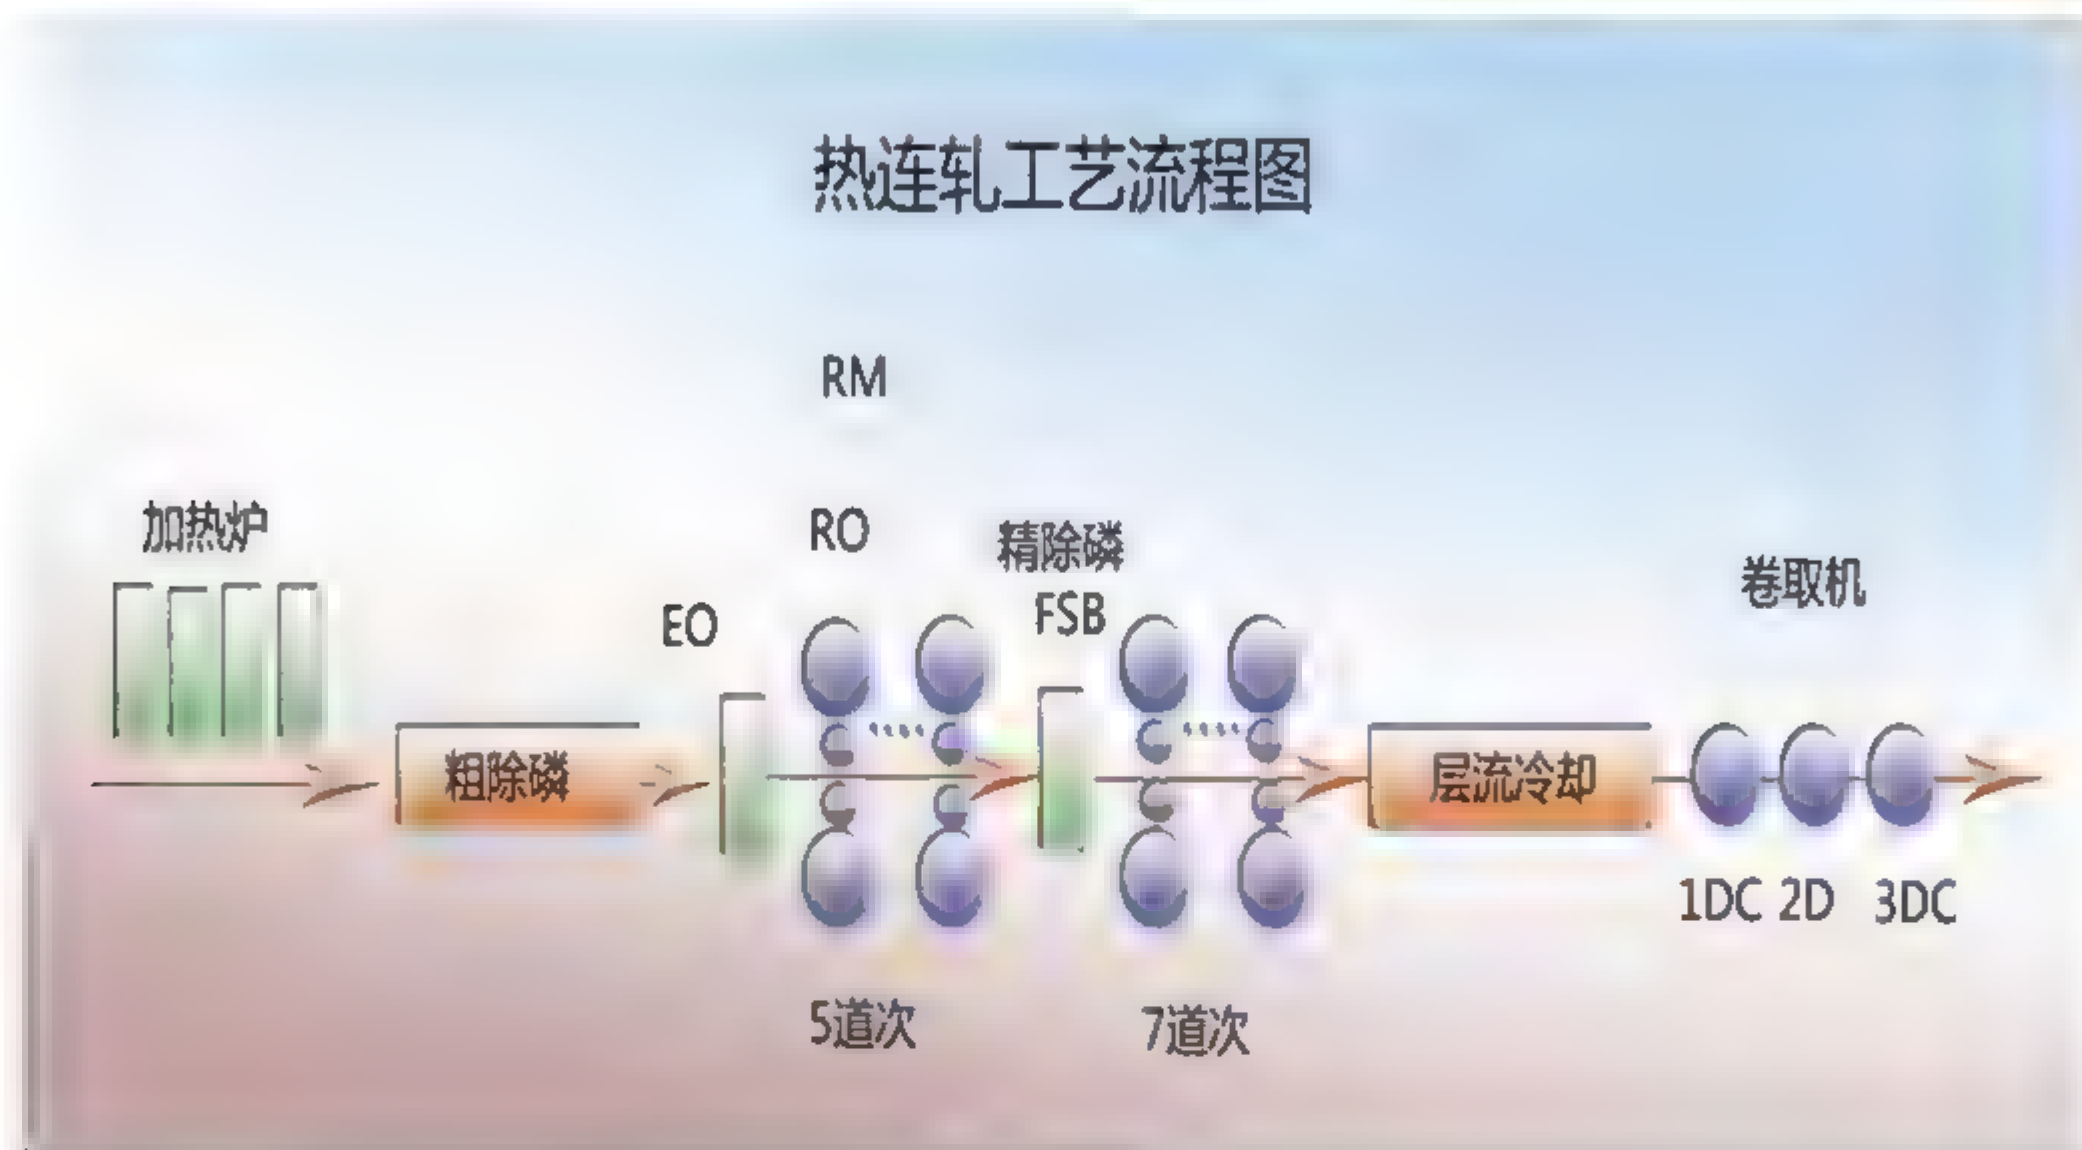 热连轧工艺流程图
RM
加热炉
RO
精除磷
卷取机
EO
FSB
粗除磷
层流冷却
1DC 2D 3DC
5道次
7道次